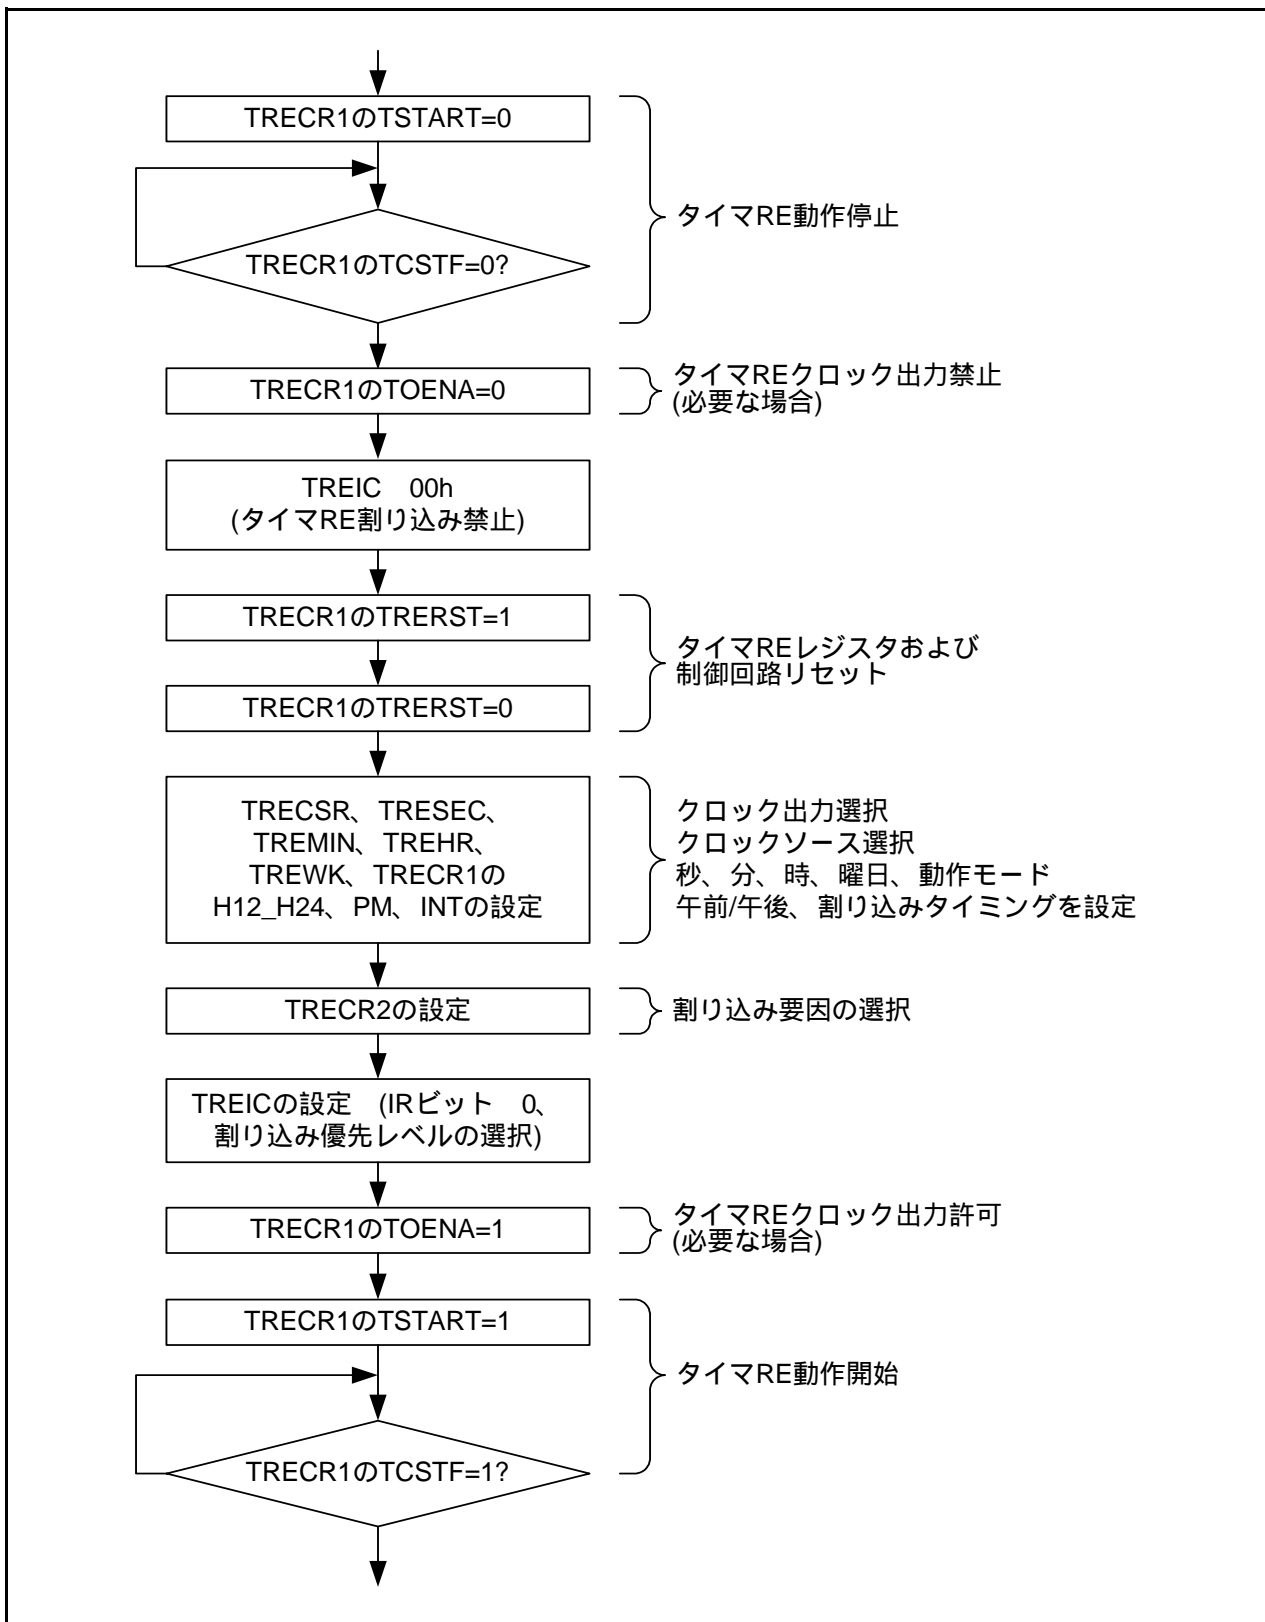 TRECR1のTSTART=0
TRECR1のTCSTF=0?
タイマRE動作停止
TRECR1のTOENA=0
タイマREクロック出力禁止
(必要な場合)
TREIC　00h
(タイマRE割り込み禁止)
TRECR1のTRERST=1
TRECR1のTRERST=0
タイマREレジスタおよび
制御回路リセット
TRECSR、TRESEC、
TREMIN、TREHR、
TREWK、TRECR1の
H12_H24、PM、INTの設定
クロック出力選択
クロックソース選択
秒、分、時、曜日、動作モード
午前/午後、割り込みタイミングを設定
TRECR2の設定
割り込み要因の選択
TREICの設定　(IRビット　0、
割り込み優先レベルの選択)
TRECR1のTOENA=1
タイマREクロック出力許可
(必要な場合)
TRECR1のTSTART=1
TRECR1のTCSTF=1?
タイマRE動作開始